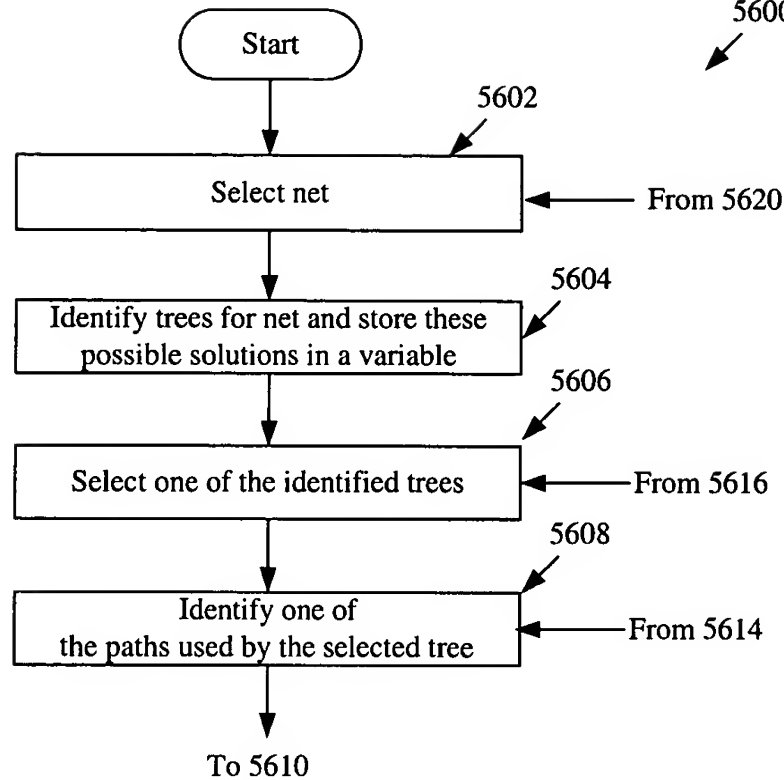 5600
Start
5602
Select net
From 5620
5604
Identify trees for net and store these
possible solutions in a variable
5606
Select one of the identified trees
From 5616
5608
Identify one of
the paths used by the selected tree
From 5614
To 5610